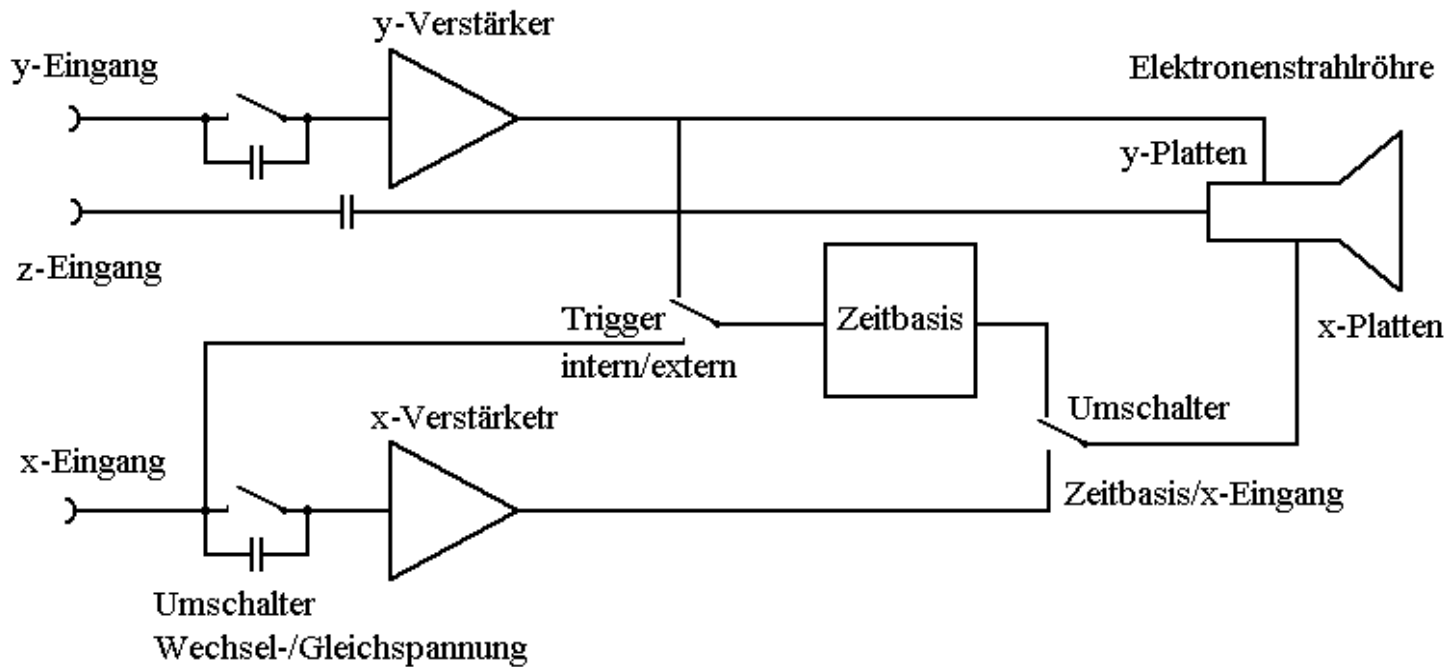 y-Verstärker
y-Eingang
Elektronenstrahlröhre
y-Platten
z-Eingang
Trigger
intern/extern
Zeitbasis
x-Platten
x-Verstärketr
Umschalter
Zeitbasis/x-Eingang
x-Eingang
Umschalter
Wechsel-/Gleichspannung